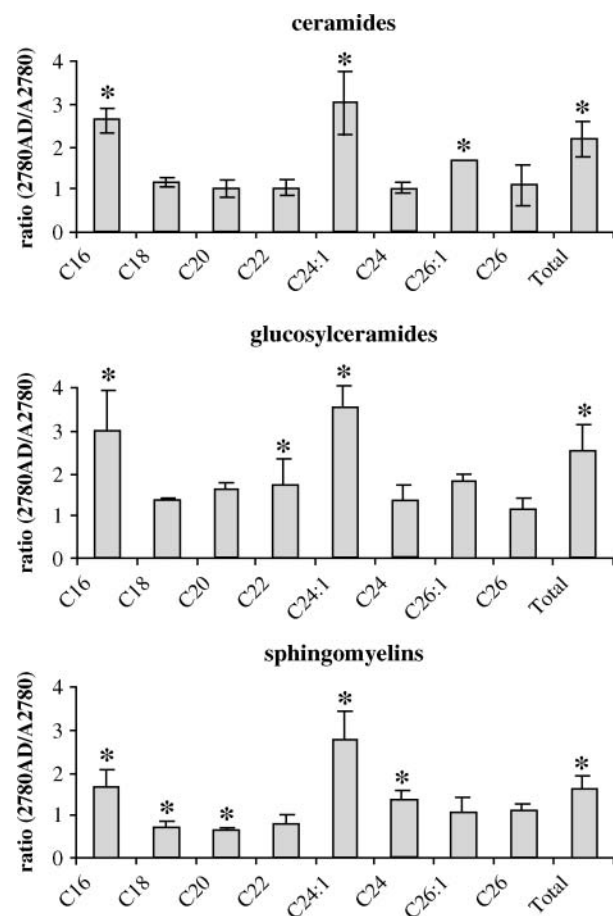 ceramides
ratio (2780AD/A2780)
4
3
2
1
0
* * * *
C16 C18 C20 C22 C24:1 C24 C26:1 C26 Total
glucosylceramides
ratio (2780AD/A2780)
4
3
2
1
0
* * * *
C16 C18 C20 C22 C24:1 C24 C26:1 C26 Total
sphingomyelins
ratio (2780AD/A2780)
4
3
2
1
0
* * * * * *
C16 C18 C20 C22 C24:1 C24 C26:1 C26 Total